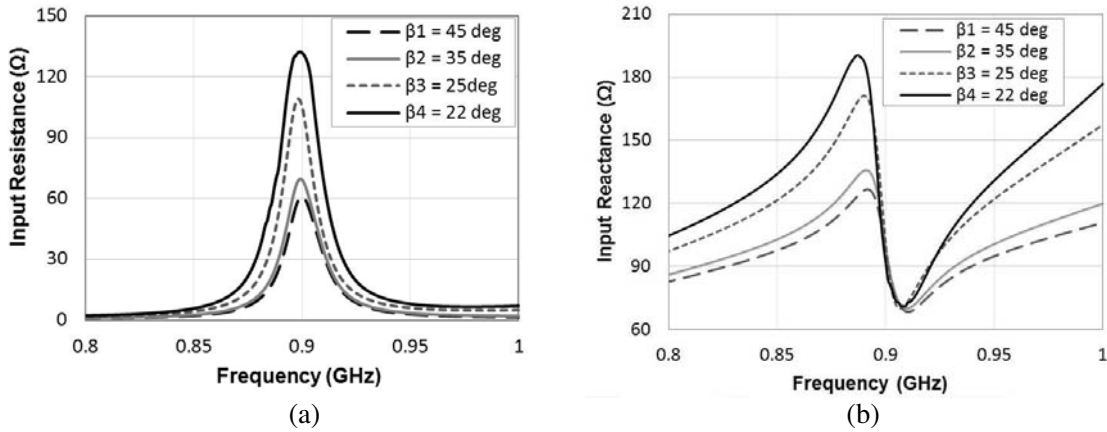 150
120
90
60
30
0
Input Resistance (Ω)
β1 = 45 deg
β2 = 35 deg
β3 = 25deg
β4 = 22 deg
0.8 0.85 0.9 0.95 1
Frequency (GHz)
(a)
210
180
150
120
90
60
Input Reactance (Ω)
β1 = 45 deg
β2 = 35 deg
β3 = 25 deg
β4 = 22 deg
0.8 0.85 0.9 0.95 1
Frequency (GHz)
(b)